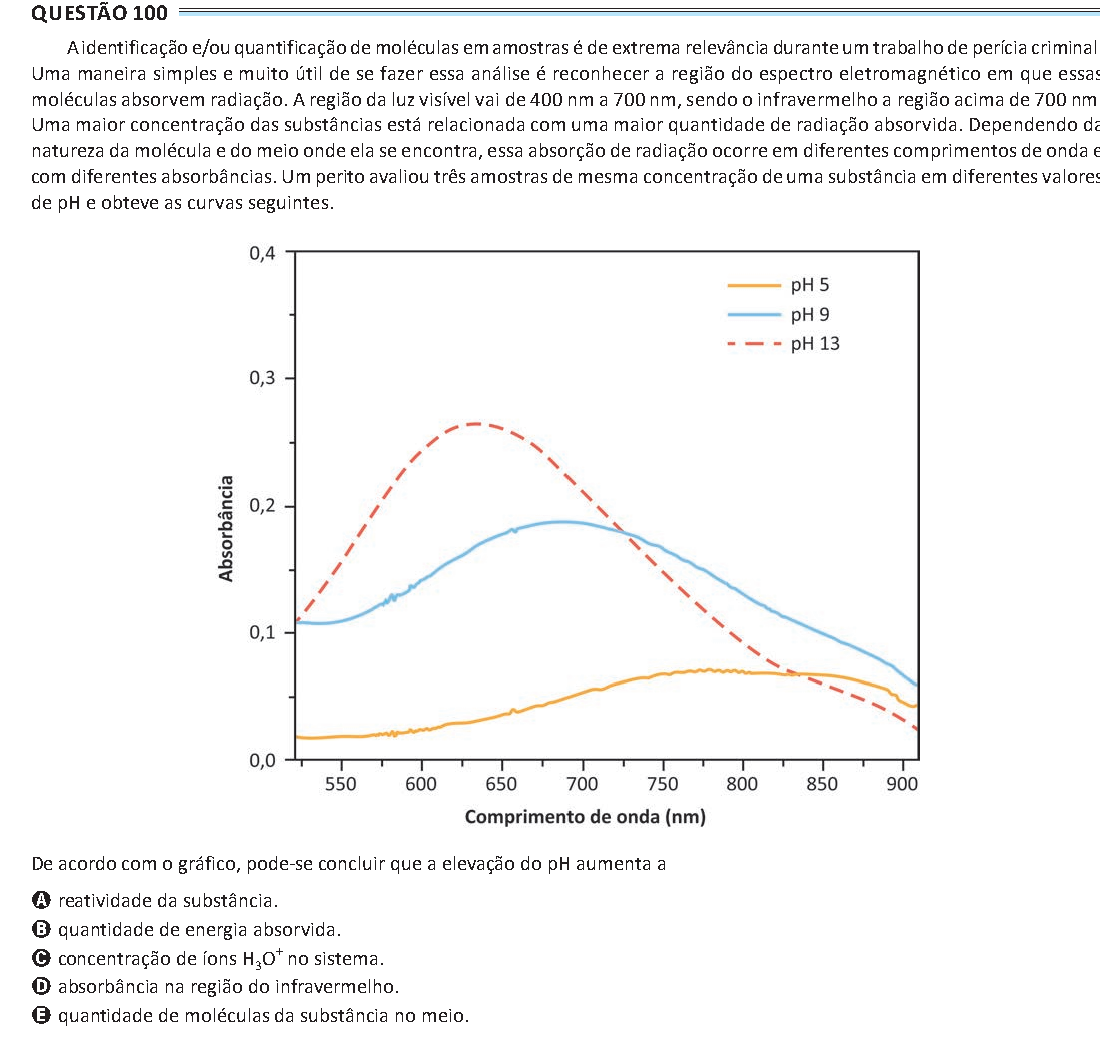 QUESTÃO 100
A identificação e/ou quantificação de moléculas em amostras é de extrema relevância durante um trabalho de perícia criminal
Uma maneira simples e muito útil de se fazer essa análise é reconhecer a região do espectro eletromagnético em que essas
moléculas absorvem radiação. A região da luz visível vai de 400 nm a 700 nm, sendo o infravermelho a região acima de 700 nm
Uma maior concentração das substâncias está relacionada com uma maior quantidade de radiação absorvida. Dependendo da
natureza da molécula e do meio onde ela se encontra, essa absorção de radiação ocorre em diferentes comprimentos de onda e
com diferentes absorbâncias. Um perito avaliou três amostras de mesma concentração de uma substância em diferentes valores
de pH e obteve as curvas seguintes.
0,4
pH 5
pH 9
pH 13
0,3
0,2
Absorbância
0,1
0,0
550 600 650 700 750 800 850 900
Comprimento de onda (nm)
De acordo com o gráfico, pode-se concluir que a elevação do pH aumenta a
A reatividade da substância.
B quantidade de energia absorvida.
C concentração de íons H₃O⁺ no sistema.
D absorbância na região do infravermelho.
E quantidade de moléculas da substância no meio.